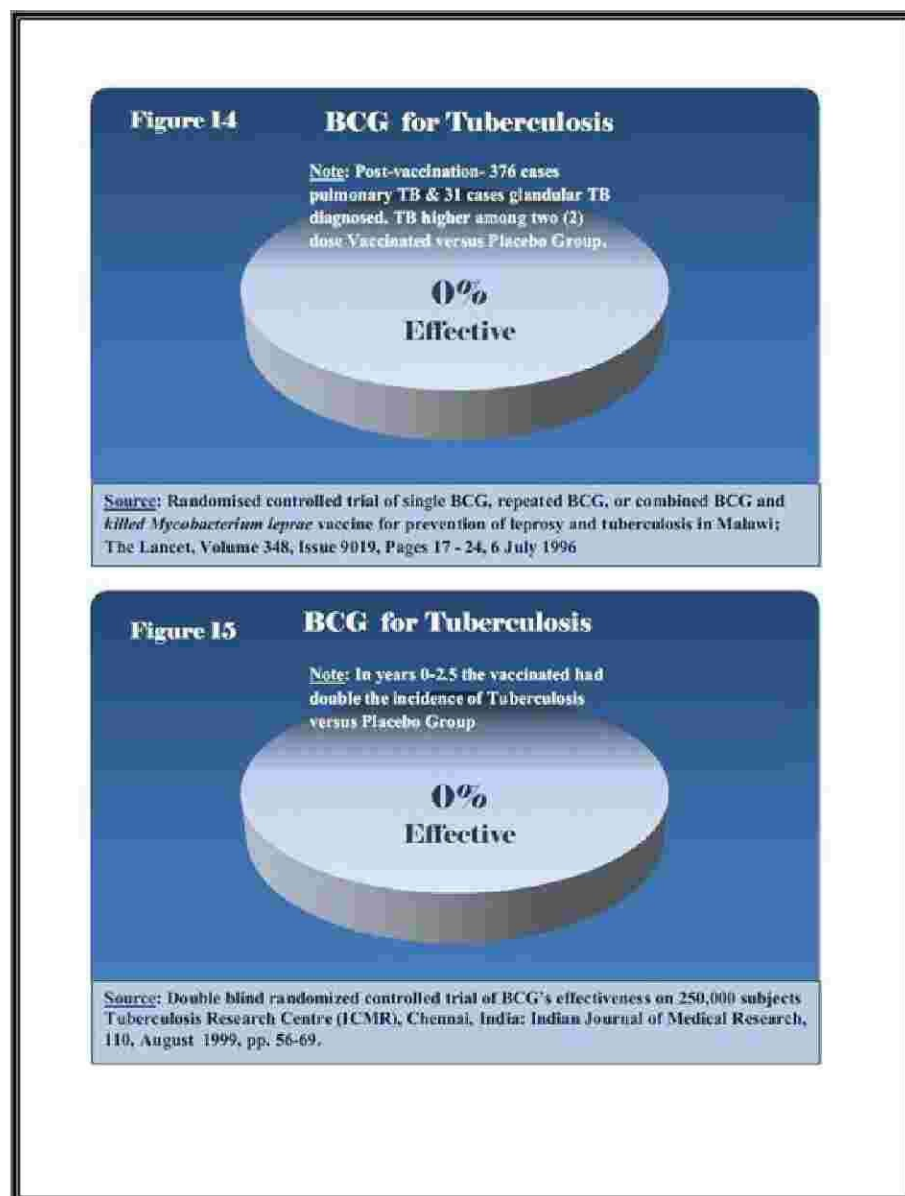 Figure 14
BCG for Tuberculosis
Note: Post-vaccination- 376 cases
pulmonary TB & 31 cases glandular TB
diagnosed. TB higher among two (2)
dose Vaccinated versus Placebo Group.
0%
Effective
Source: Randomised controlled trial of single BCG, repeated BCG, or combined BCG and
killed Mycobacterium leprae vaccine for prevention of leprosy and tuberculosis in Malawi;
The Lancet, Volume 348, Issue 9019, Pages 17 - 24, 6 July 1996
Figure 15
BCG for Tuberculosis
Note: In years 0-2.5 the vaccinated had
double the incidence of Tuberculosis
versus Placebo Group
0%
Effective
Source: Double blind randomized controlled trial of BCG's effectiveness on 250,000 subjects
Tuberculosis Research Centre (ICMR), Chennai, India: Indian Journal of Medical Research,
110, August 1999, pp. 56-69.